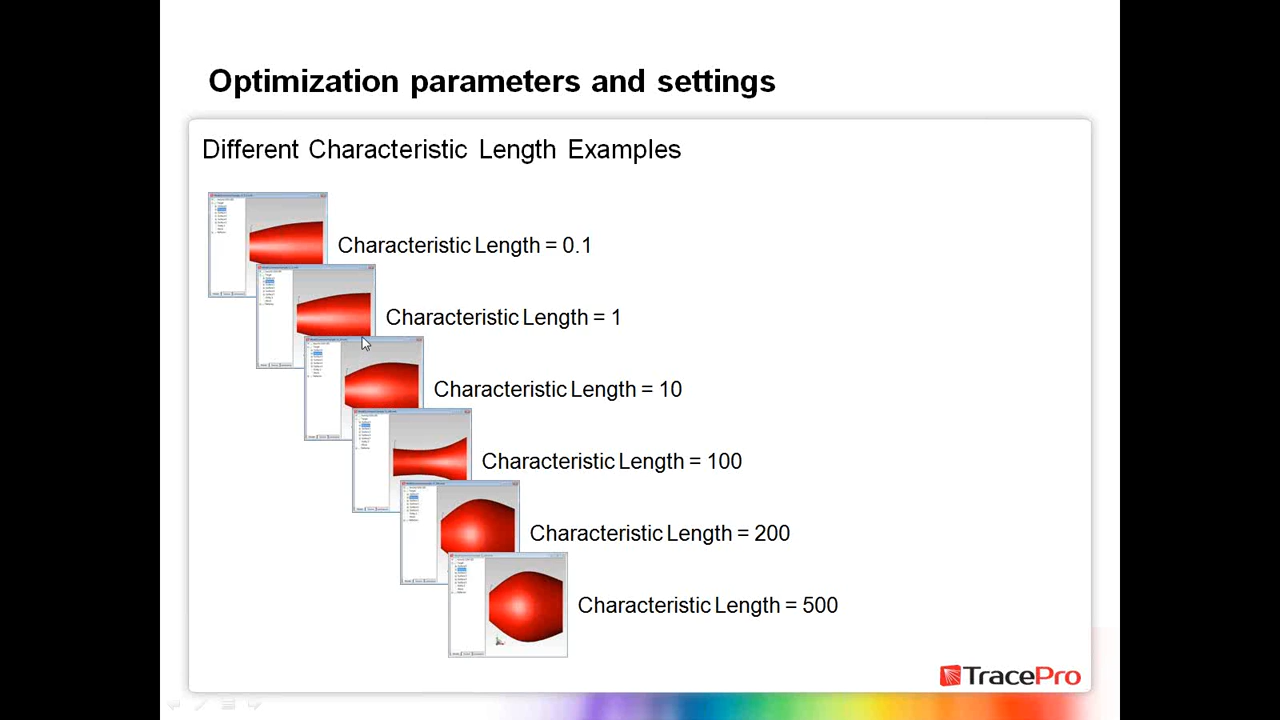 Optimization parameters and settings
Different Characteristic Length Examples
Characteristic Length = 0.1
Characteristic Length = 1
Characteristic Length = 10
Characteristic Length = 100
Characteristic Length = 200
Characteristic Length = 500
TracePro